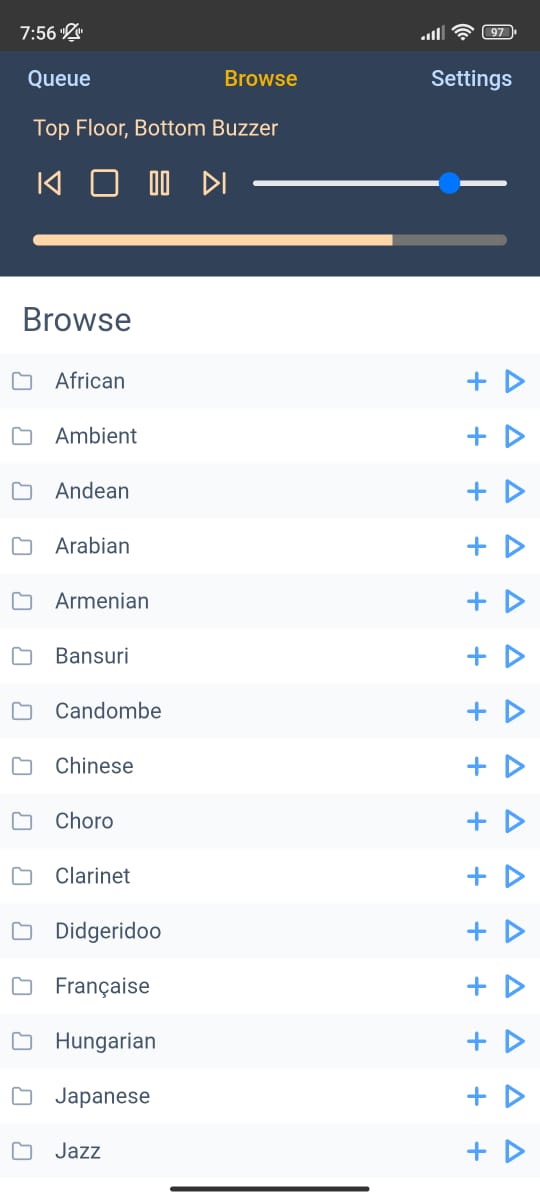 7:56 97
Queue Browse Settings
Top Floor, Bottom Buzzer
Browse
African
Ambient
Andean
Arabian
Armenian
Bansuri
Candombe
Chinese
Choro
Clarinet
Didgeridoo
Française
Hungarian
Japanese
Jazz